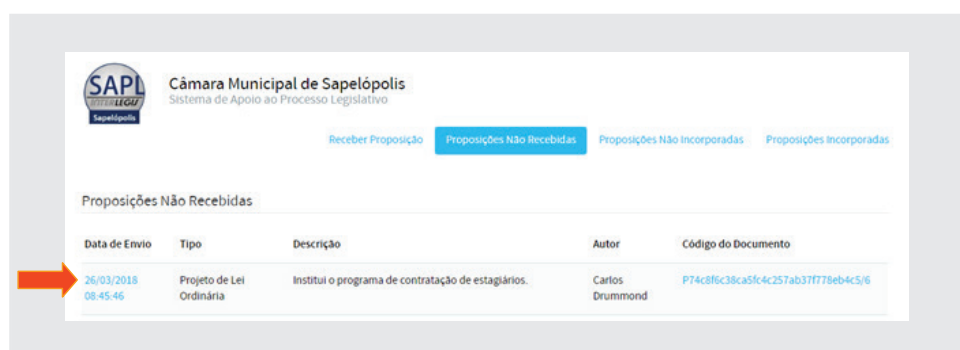 SAPL
INTERLEGIS
Sapelópolis
Câmara Municipal de Sapelópolis
Sistema de Apoio ao Processo Legislativo
Receber Proposição Proposições Não Recebidas Proposições Não Incorporadas Proposições Incorporadas
Proposições Não Recebidas
Data de Envio Tipo Descrição Autor Código do Documento
26/03/2018 Projeto de Lei Institui o programa de contratação de estagiários. Carlos P74c8f6c38ca5fc4c257ab37f778eb4c5/6
08:45:46 Ordinária Drummond